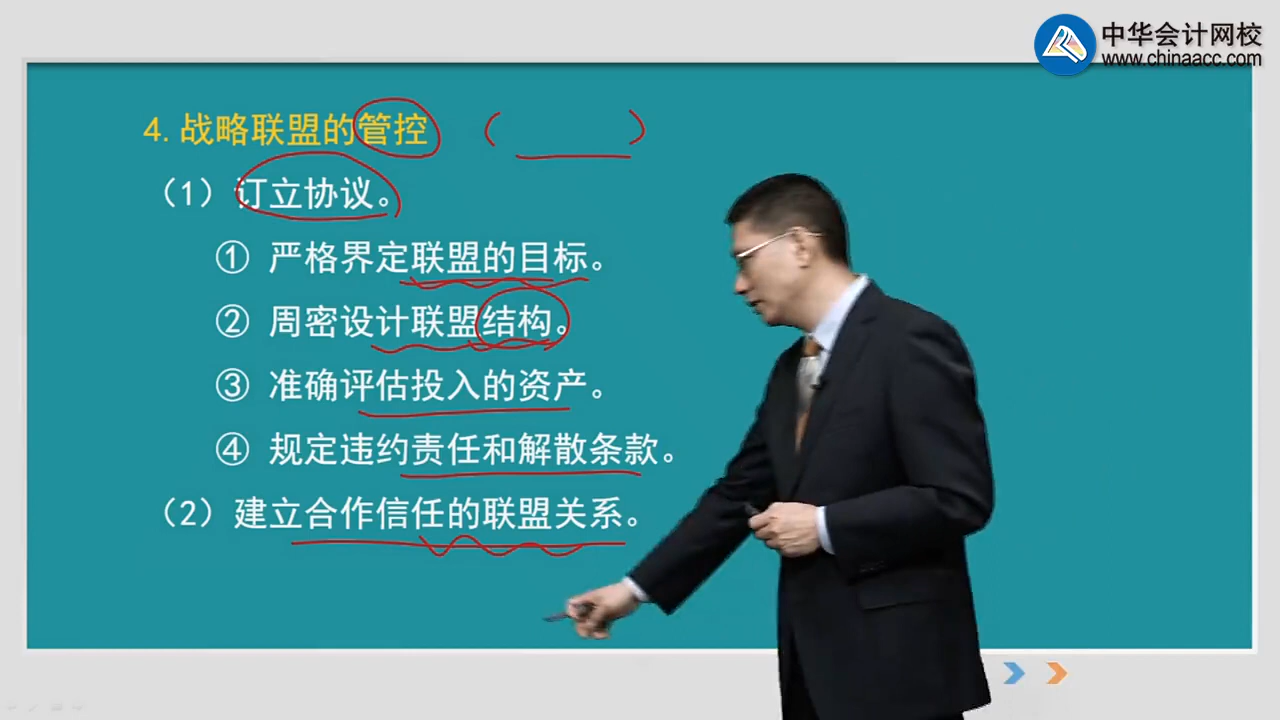 中华会计网校
www.chinaacc.com
4.战略联盟的管控 （ ）
（1）订立协议。
① 严格界定联盟的目标。
② 周密设计联盟结构。
③ 准确评估投入的资产。
④ 规定违约责任和解散条款。
（2）建立合作信任的联盟关系。